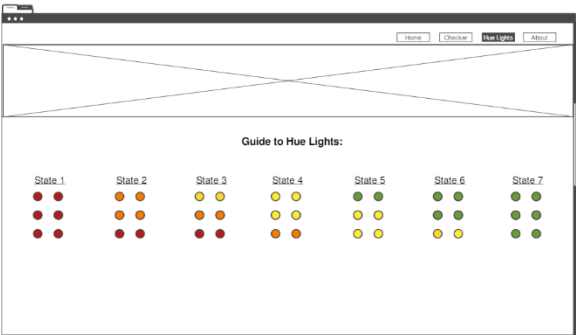 Home Checker Hue Lights About
Guide to Hue Lights:
State 1 State 2 State 3 State 4 State 5 State 6 State 7